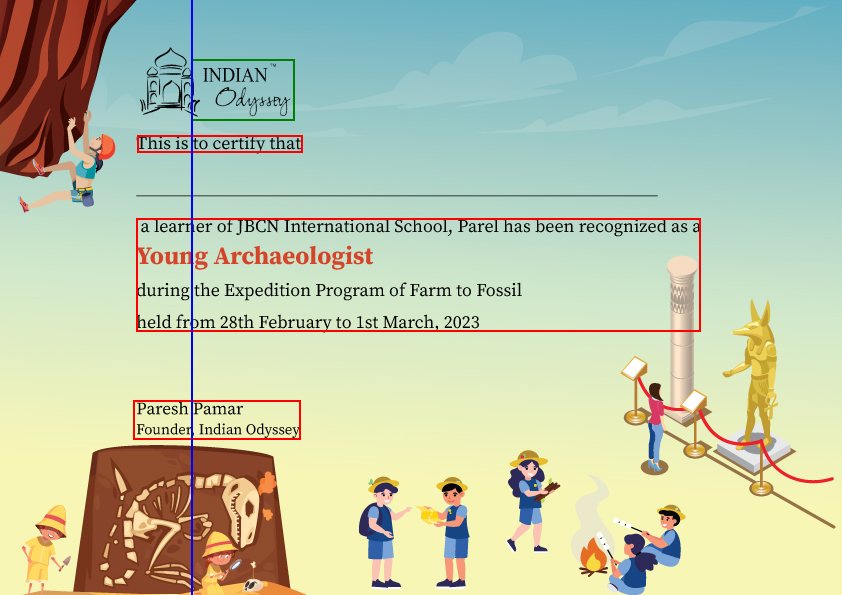 INDIAN™
Odyssey
This is to certify that
a learner of JBCN International School, Parel has been recognized as a
Young Archaeologist
during the Expedition Program of Farm to Fossil
held from 28th February to 1st March, 2023
Paresh Pamar
Founder, Indian Odyssey